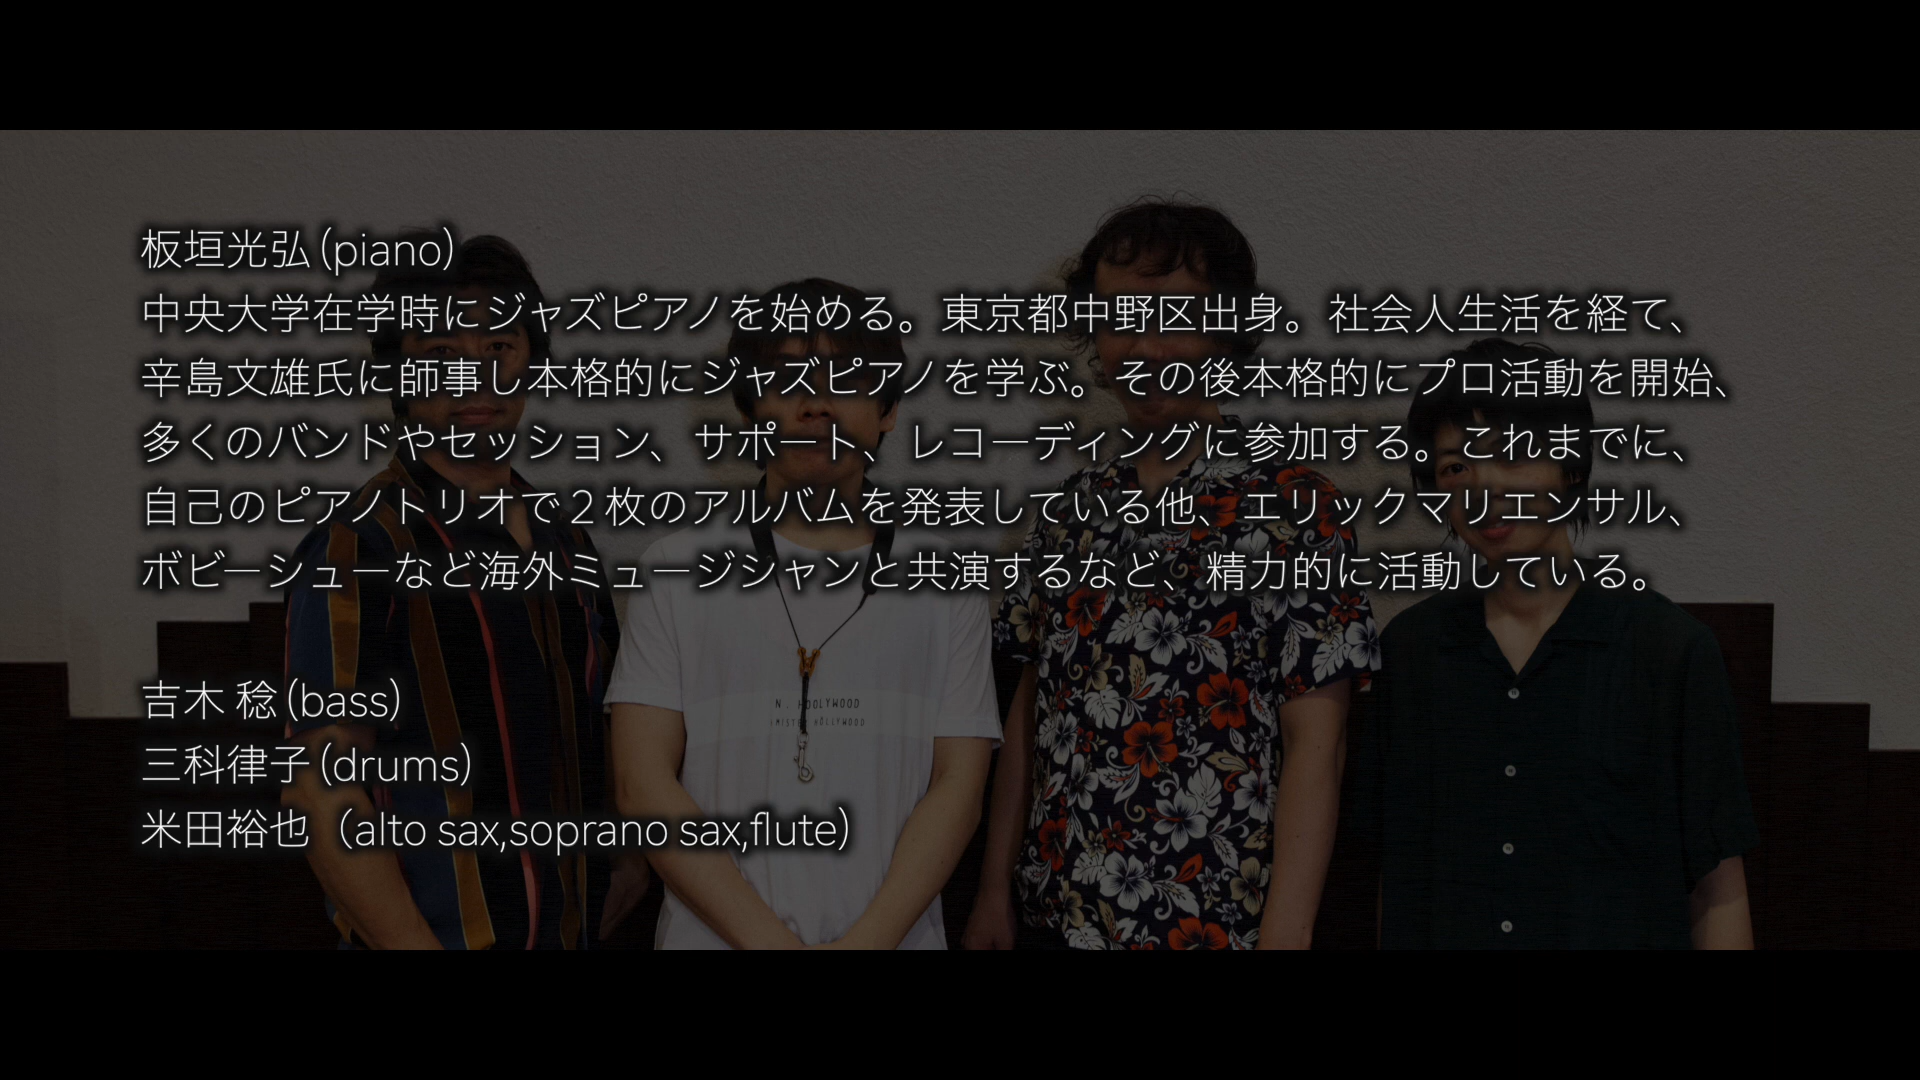 板垣光弘(piano)
中央大学在学時にジャズピアノを始める。東京都中野区出身。社会人生活を経て、
辛島文雄氏に師事し本格的にジャズピアノを学ぶ。その後本格的にプロ活動を開始、
多くのバンドやセッション、サポート、レコーディングに参加する。これまでに、
自己のピアノトリオで２枚のアルバムを発表している他、エリックマリエンサル、
ボビーシューなど海外ミュージシャンと共演するなど、精力的に活動している。
吉木 稔(bass)
三科律子(drums)
米田裕也（alto sax,soprano sax,flute）
N. HOOLYWOOD
(MISTER HOLLYWOOD